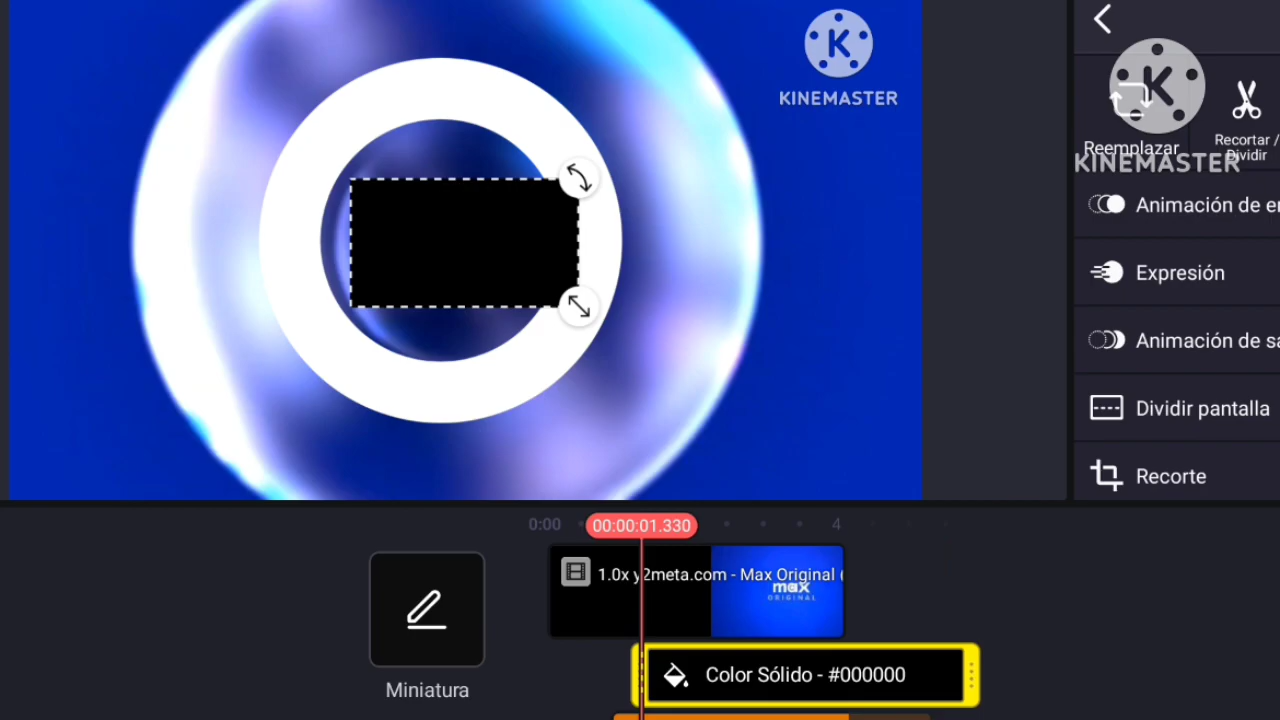 KINEMASTER
Reemplazar
Recortar /
Dividir
KINEMASTER
Animación de
Expresión
Animación de
Dividir pantalla
Recorte
0:00
00:00:01.330
4
1.0x y2meta.com - Max Original (
max
ORIGINAL
Color Sólido - #000000
Miniatura